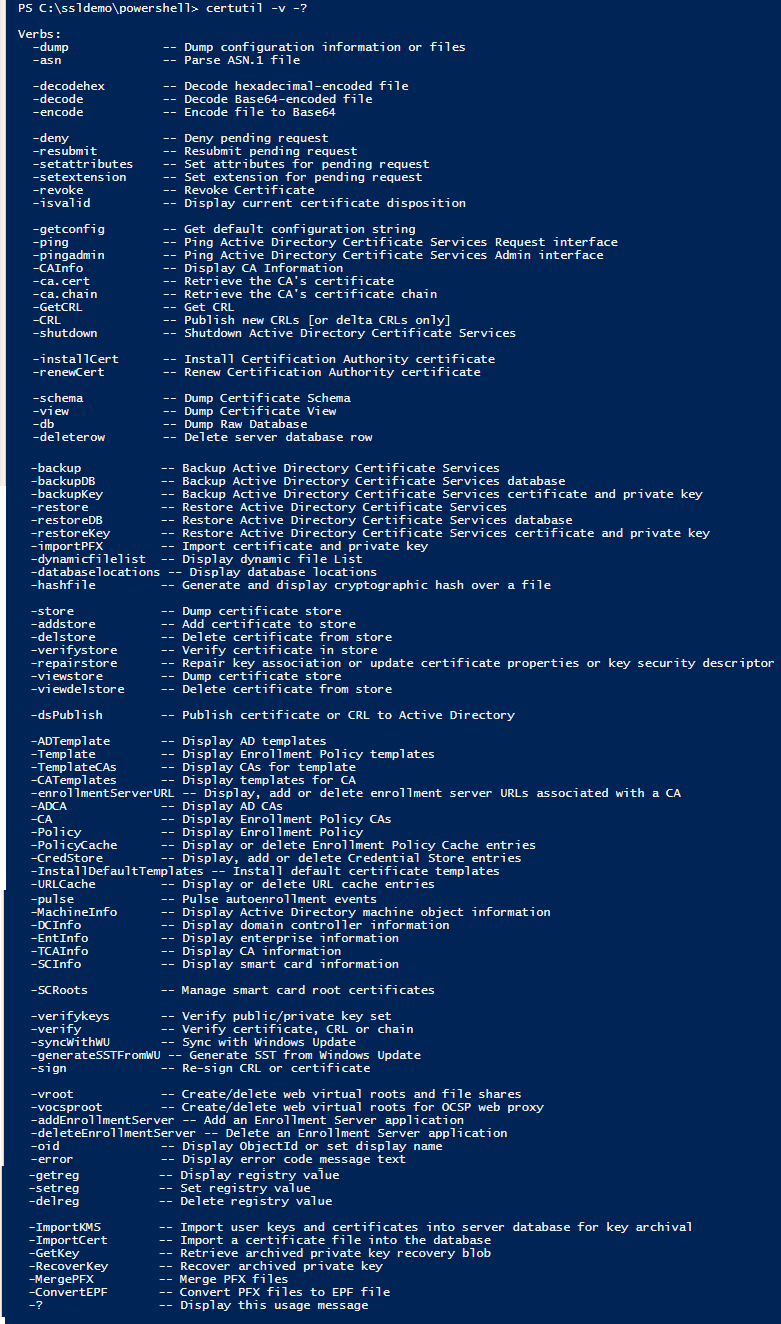 PS C:\ssldemo\powershell> certutil -v -?
Verbs:
-dump -- Dump configuration information or files
-asn -- Parse ASN.1 file
-decodehex -- Decode hexadecimal-encoded file
-decode -- Decode Base64-encoded file
-encode -- Encode file to Base64
-deny -- Deny pending request
-resubmit -- Resubmit pending request
-setattributes -- Set attributes for pending request
-setextension -- Set extension for pending request
-revoke -- Revoke Certificate
-isvalid -- Display current certificate disposition
-getconfig -- Get default configuration string
-ping -- Ping Active Directory Certificate Services Request interface
-pingadmin -- Ping Active Directory Certificate Services Admin interface
-CAInfo -- Display CA Information
-ca.cert -- Retrieve the CA's certificate
-ca.chain -- Retrieve the CA's certificate chain
-GetCRL -- Get CRL
-CRL -- Publish new CRLs [or delta CRLs only]
-shutdown -- Shutdown Active Directory Certificate Services
-installCert -- Install Certification Authority certificate
-renewCert -- Renew Certification Authority certificate
-schema -- Dump Certificate Schema
-view -- Dump Certificate View
-db -- Dump Raw Database
-deleterow -- Delete server database row
-backup -- Backup Active Directory Certificate Services
-backupDB -- Backup Active Directory Certificate Services database
-backupKey -- Backup Active Directory Certificate Services certificate and private key
-restore -- Restore Active Directory Certificate Services
-restoreDB -- Restore Active Directory Certificate Services database
-restoreKey -- Restore Active Directory Certificate Services certificate and private key
-importPFX -- Import certificate and private key
-dynamicfilelist -- Display dynamic file List
-databaselocations -- Display database locations
-hashfile -- Generate and display cryptographic hash over a file
-store -- Dump certificate store
-addstore -- Add certificate to store
-delstore -- Delete certificate from store
-verifystore -- Verify certificate in store
-repairstore -- Repair key association or update certificate properties or key security descriptor
-viewstore -- Dump certificate store
-viewdelstore -- Delete certificate from store
-dsPublish -- Publish certificate or CRL to Active Directory
-ADTemplate -- Display AD templates
-Template -- Display Enrollment Policy templates
-TemplateCAs -- Display CAs for template
-CATemplates -- Display templates for CA
-enrollmentServerURL -- Display, add or delete enrollment server URLs associated with a CA
-ADCA -- Display AD CAs
-CA -- Display Enrollment Policy CAs
-Policy -- Display Enrollment Policy
-PolicyCache -- Display or delete Enrollment Policy Cache entries
-CredStore -- Display, add or delete Credential Store entries
-InstallDefaultTemplates -- Install default certificate templates
-URLCache -- Display or delete URL cache entries
-pulse -- Pulse autoenrollment events
-MachineInfo -- Display Active Directory machine object information
-DCInfo -- Display domain controller information
-EntInfo -- Display enterprise information
-TCAInfo -- Display CA information
-SCInfo -- Display smart card information
-SCRoots -- Manage smart card root certificates
-verifykeys -- Verify public/private key set
-verify -- Verify certificate, CRL or chain
-syncWithWU -- Sync with Windows Update
-generateSSTFromWU -- Generate SST from Windows Update
-sign -- Re-sign CRL or certificate
-vroot -- Create/delete web virtual roots and file shares
-vocsproot -- Create/delete web virtual roots for OCSP web proxy
-addEnrollmentServer -- Add an Enrollment Server application
-deleteEnrollmentServer -- Delete an Enrollment Server application
-oid -- Display ObjectId or set display name
-error -- Display error code message text
-getreg -- Display registry value
-setreg -- Set registry value
-delreg -- Delete registry value
-ImportKMS -- Import user keys and certificates into server database for key archival
-ImportCert -- Import a certificate file into the database
-GetKey -- Retrieve archived private key recovery blob
-RecoverKey -- Recover archived private key
-MergePFX -- Merge PFX files
-ConvertEPF -- Convert PFX files to EPF file
-? -- Display this usage message